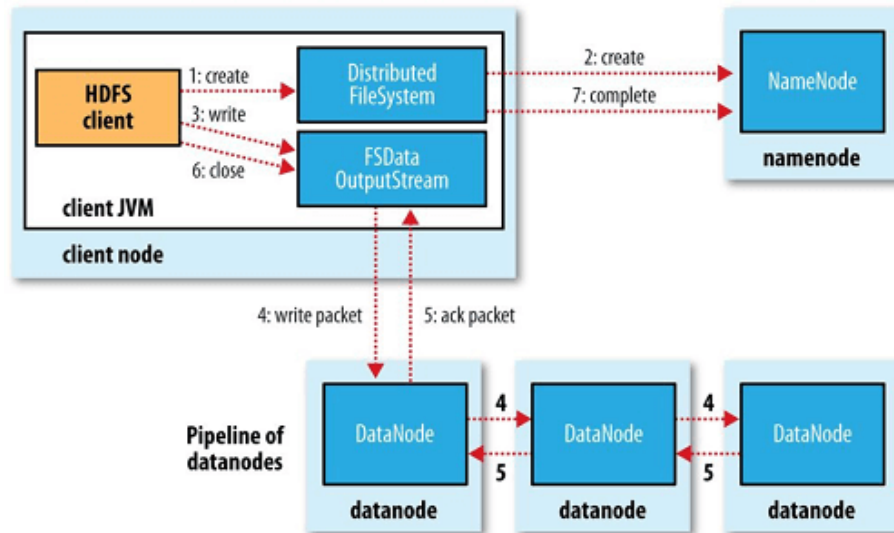 HDFS
client
1: create
3: write
6: close
Distributed
FileSystem
FSData
OutputStream
2: create
7: complete
NameNode
namenode
client JVM
client node
4: write packet
5: ack packet
Pipeline of
datanodes
DataNode
4
5
DataNode
4
5
DataNode
datanode
datanode
datanode